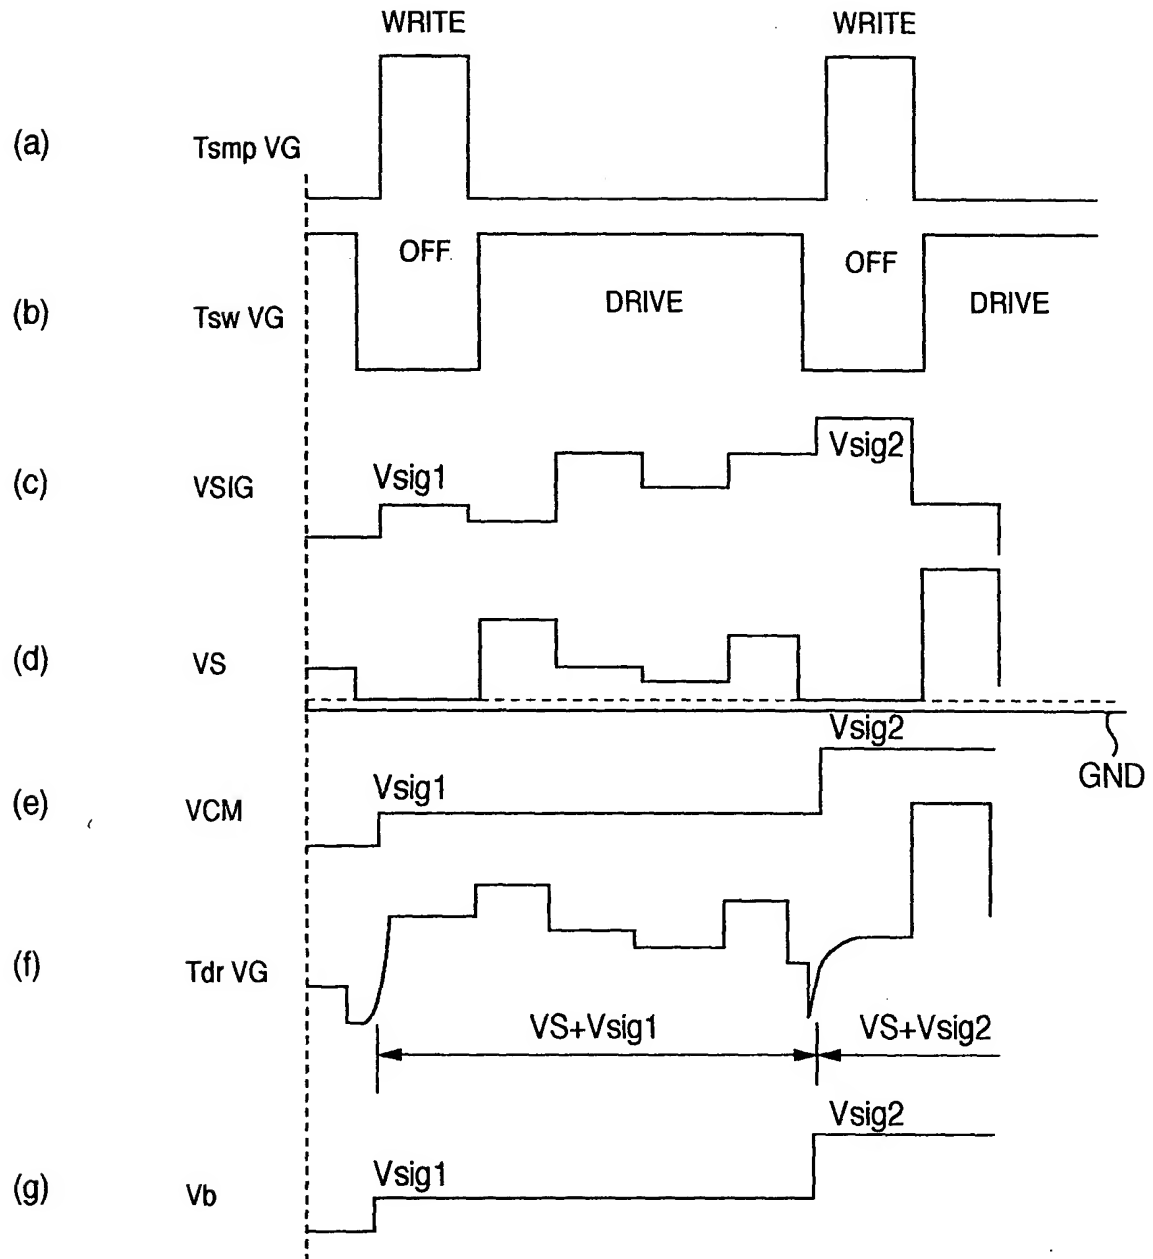 WRITE WRITE
(a) Tsmp VG
OFF OFF
(b) Tsw VG DRIVE DRIVE
(c) VSIG Vsig1 Vsig2
(d) VS
GND
(e) VCM Vsig1 Vsig2
(f) Tdr VG
VS+Vsig1 VS+Vsig2
(g) Vb Vsig1 Vsig2